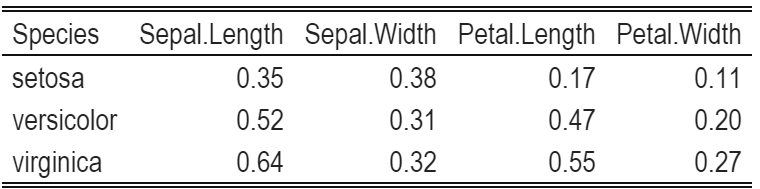 Species Sepal.Length Sepal.Width Petal.Length Petal.Width
setosa 0.35 0.38 0.17 0.11
versicolor 0.52 0.31 0.47 0.20
virginica 0.64 0.32 0.55 0.27